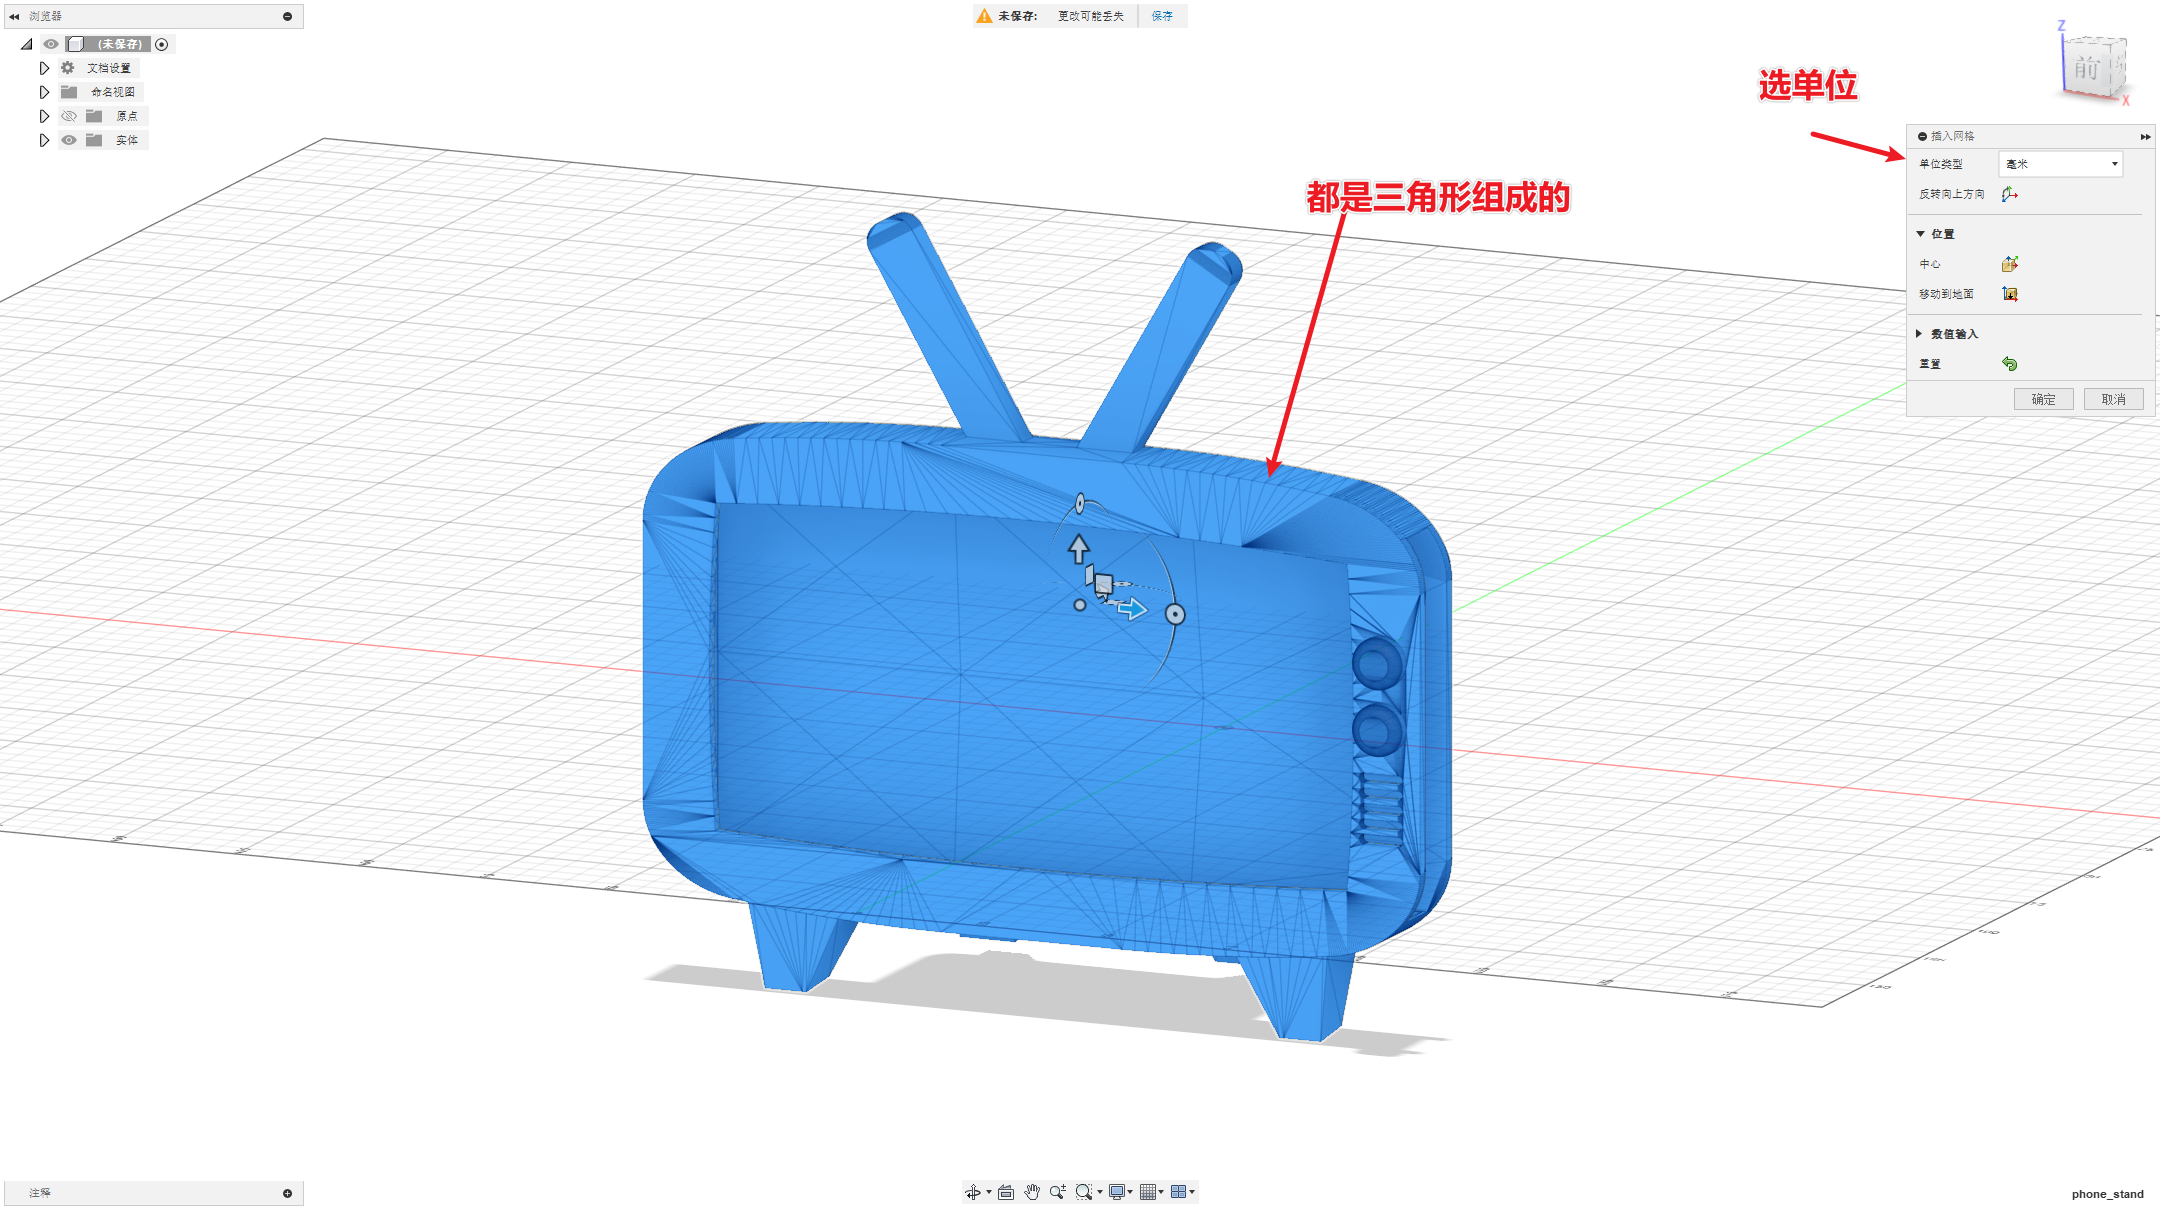 浏览器
未保存: 更改可能丢失 保存
(未保存)
文档设置
命名视图
原点
实体
Z
前
X
选单位
都是三角形组成的
插入网格
单位类型 毫米
反转向上方向
位置
中心
移动到地面
数值输入
重置
确定 取消
注释
phone_stand